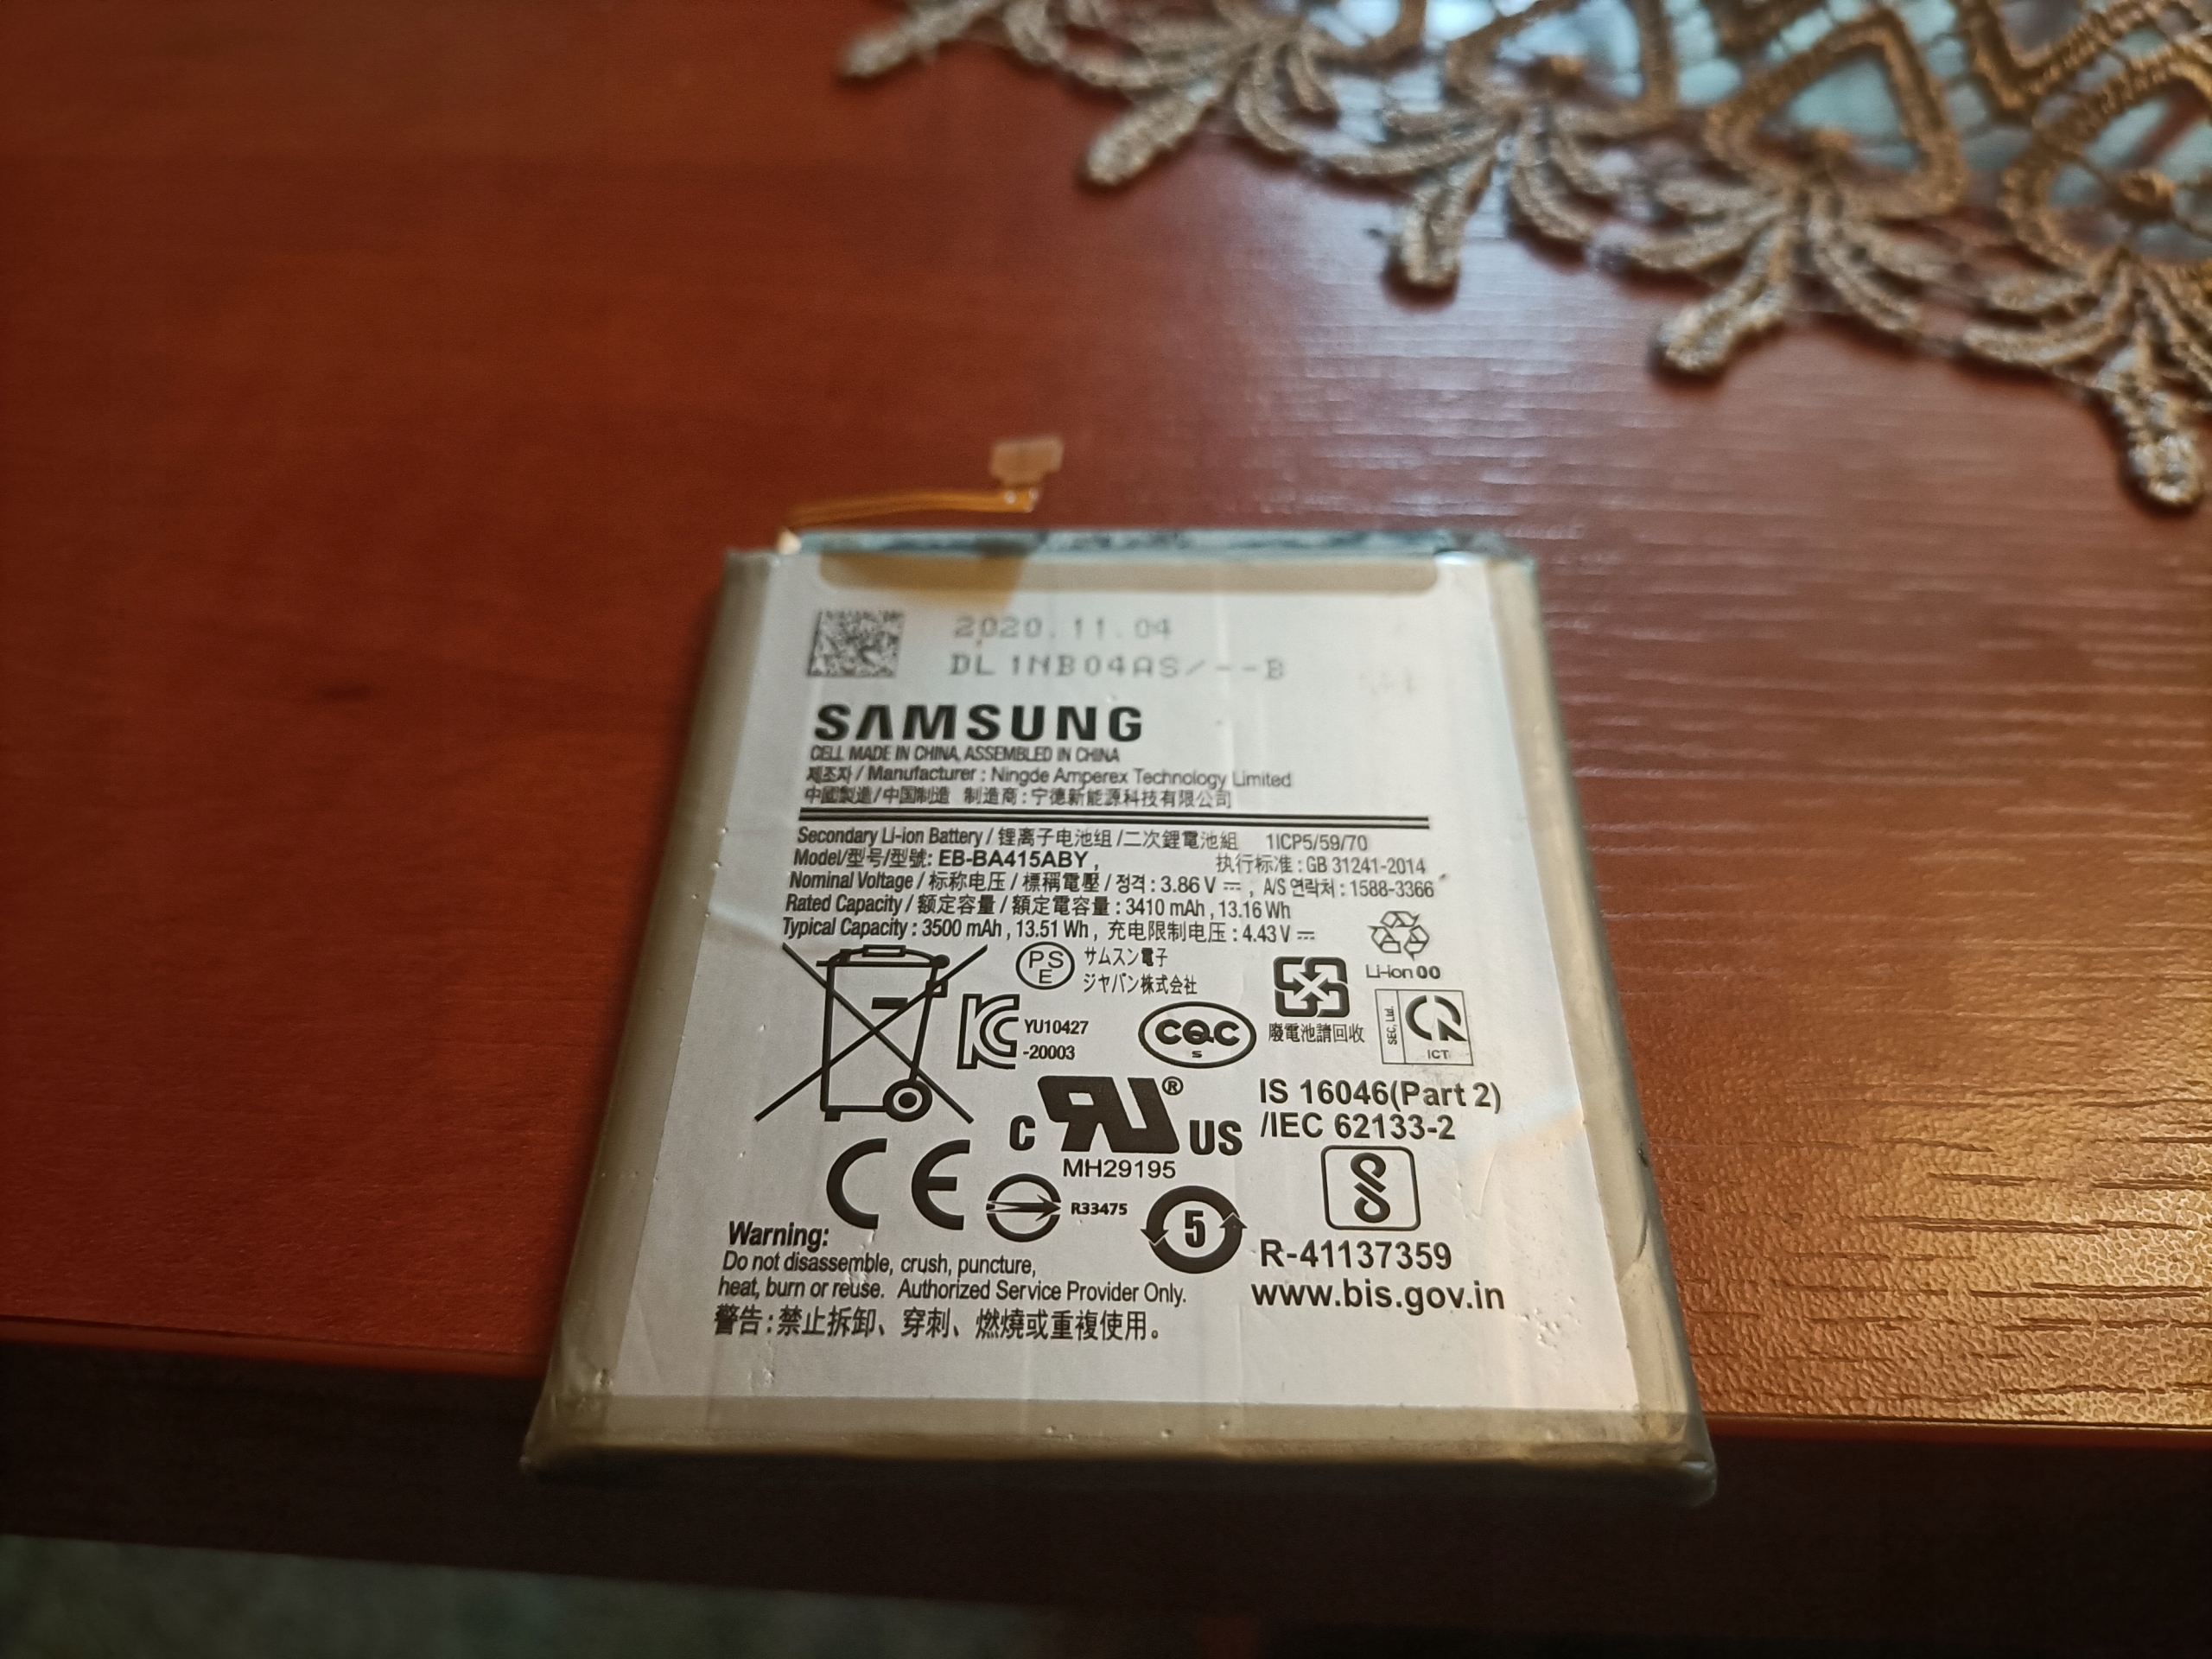 2020.11.04
DL1NB04AS/--B
SAMSUNG
CELL MADE IN CHINA, ASSEMBLED IN CHINA
제조자 / Manufacturer : Ningde Amperex Technology Limited
中國製造/中国制造 制造商:宁德新能源科技有限公司
Secondary Li-ion Battery / 锂离子电池组 /二次鋰電池組 1ICP5/59/70
Model/型号/型號: EB-BA415ABY , 执行标准 : GB 31241-2014
Nominal Voltage / 标称电压 / 標稱電壓 / 정격 : 3.86 V ⎓ , A/S 연락처 : 1588-3366
Rated Capacity / 额定容量 / 額定電容量 : 3410 mAh , 13.16 Wh
Typical Capacity : 3500 mAh , 13.51 Wh , 充电限制电压 : 4.43 V ⎓
PS
E
サムスン電子
ジャパン株式会社
Li-ion 00
YU10427
-20003
CQC
S
廢電池請回收
SEC. Ltd.
ICT
IS 16046(Part 2)
/IEC 62133-2
C RU ® US
MH29195
CE
R33475
5
R-41137359
www.bis.gov.in
Warning:
Do not disassemble, crush, puncture,
heat, burn or reuse. Authorized Service Provider Only.
警告:禁止拆卸、穿刺、燃燒或重複使用。